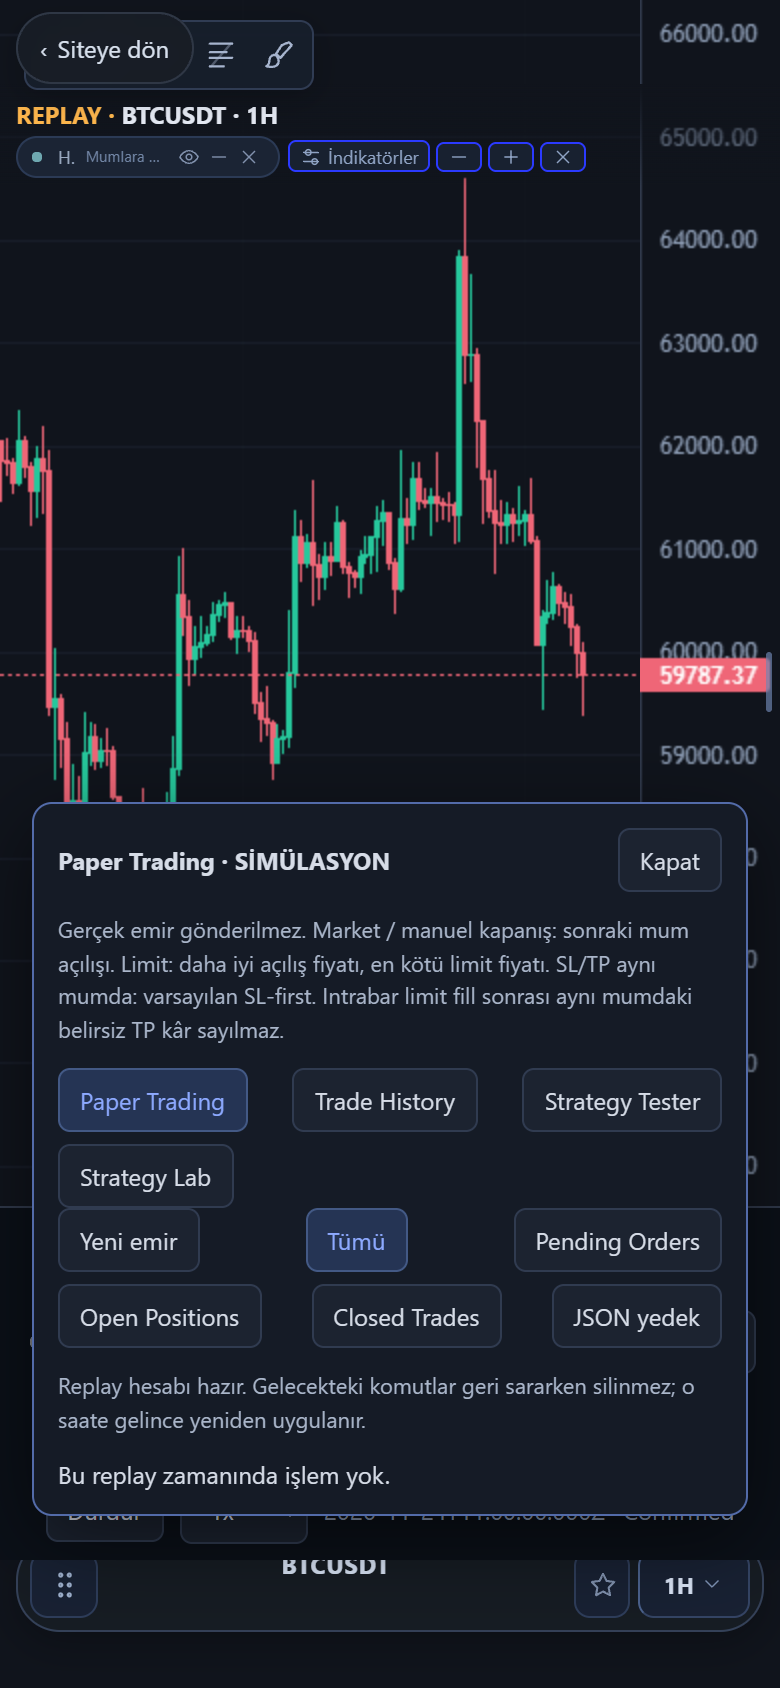 ‹ Siteye dön
REPLAY · BTCUSDT · 1H
H. Mumlara ...
İndikatörler
66000.00
65000.00
64000.00
63000.00
62000.00
61000.00
60000.00
59787.37
59000.00
Paper Trading · SİMÜLASYON
Kapat
Gerçek emir gönderilmez. Market / manuel kapanış: sonraki mum
açılışı. Limit: daha iyi açılış fiyatı, en kötü limit fiyatı. SL/TP aynı
mumda: varsayılan SL-first. Intrabar limit fill sonrası aynı mumdaki
belirsiz TP kâr sayılmaz.
Paper Trading Trade History Strategy Tester
Strategy Lab
Yeni emir Tümü Pending Orders
Open Positions Closed Trades JSON yedek
Replay hesabı hazır. Gelecekteki komutlar geri sararken silinmez; o
saate gelince yeniden uygulanır.
Bu replay zamanında işlem yok.
BTCUSDT
1H